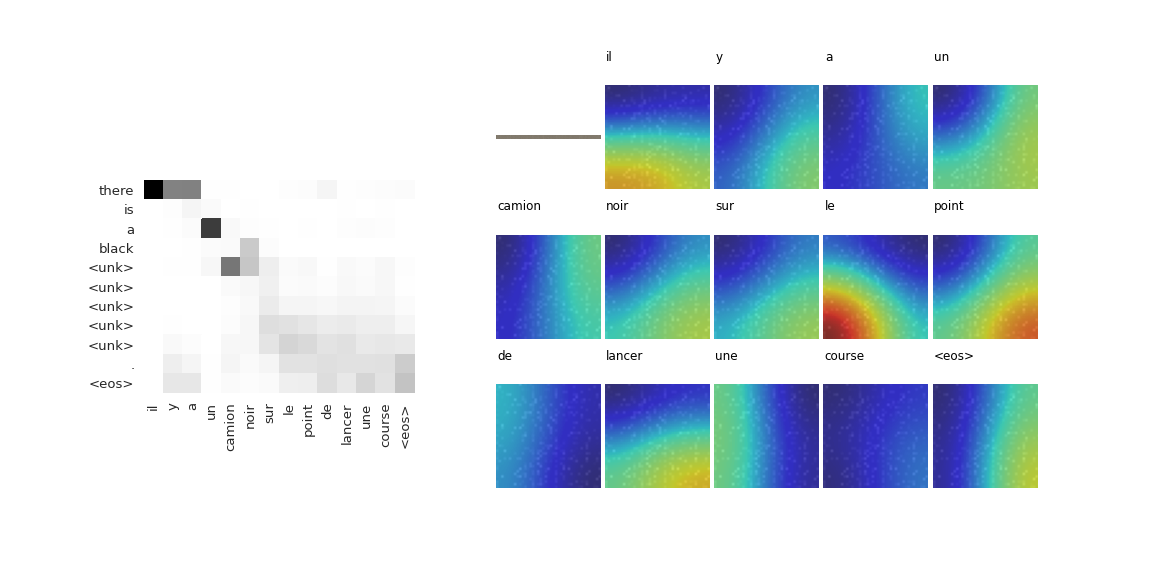 there
is
a
black
<unk>
<unk>
<unk>
<unk>
<unk>
.
<eos>
il
y
a
un
camion
noir
sur
le
point
de
lancer
une
course
<eos>
il y a un
camion noir sur le point
de lancer une course <eos>